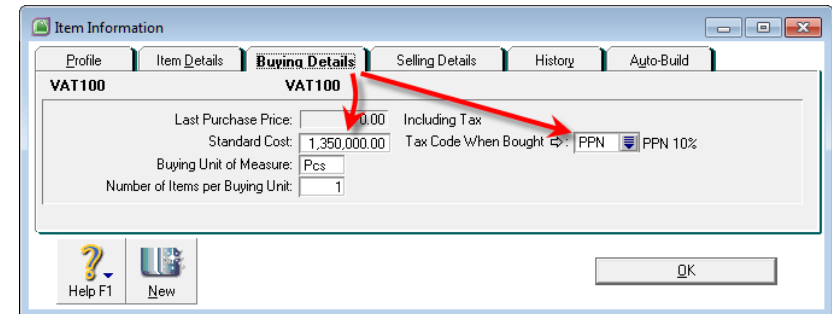 Item Information
Profile Item Details Buying Details Selling Details History Auto-Build
VAT100 VAT100
Last Purchase Price: 0.00 Including Tax
Standard Cost: 1,350,000.00 Tax Code When Bought ⇨: PPN PPN 10%
Buying Unit of Measure: Pcs
Number of Items per Buying Unit: 1
Help F1 New OK